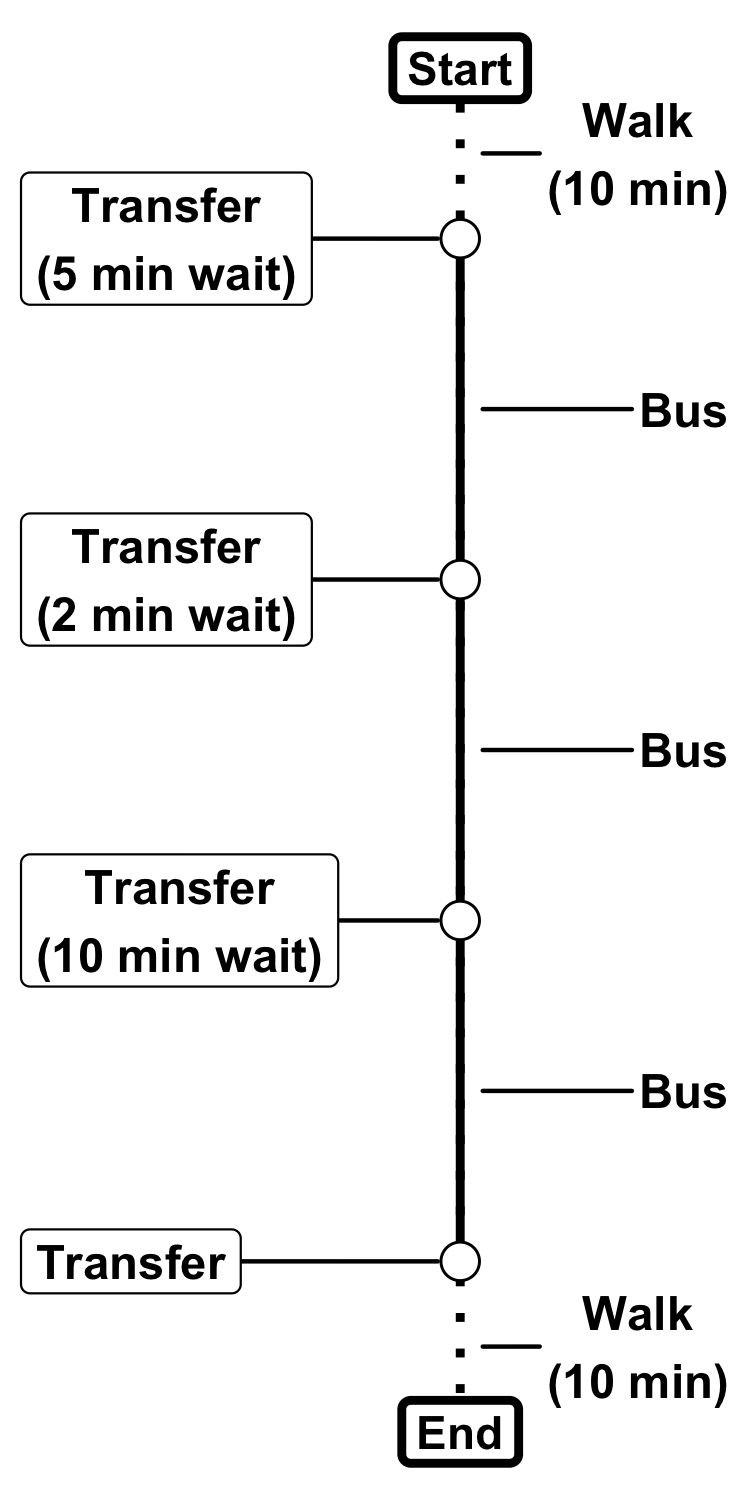 Start
Walk
(10 min)
Transfer
(5 min wait)
Bus
Transfer
(2 min wait)
Bus
Transfer
(10 min wait)
Bus
Transfer
Walk
(10 min)
End